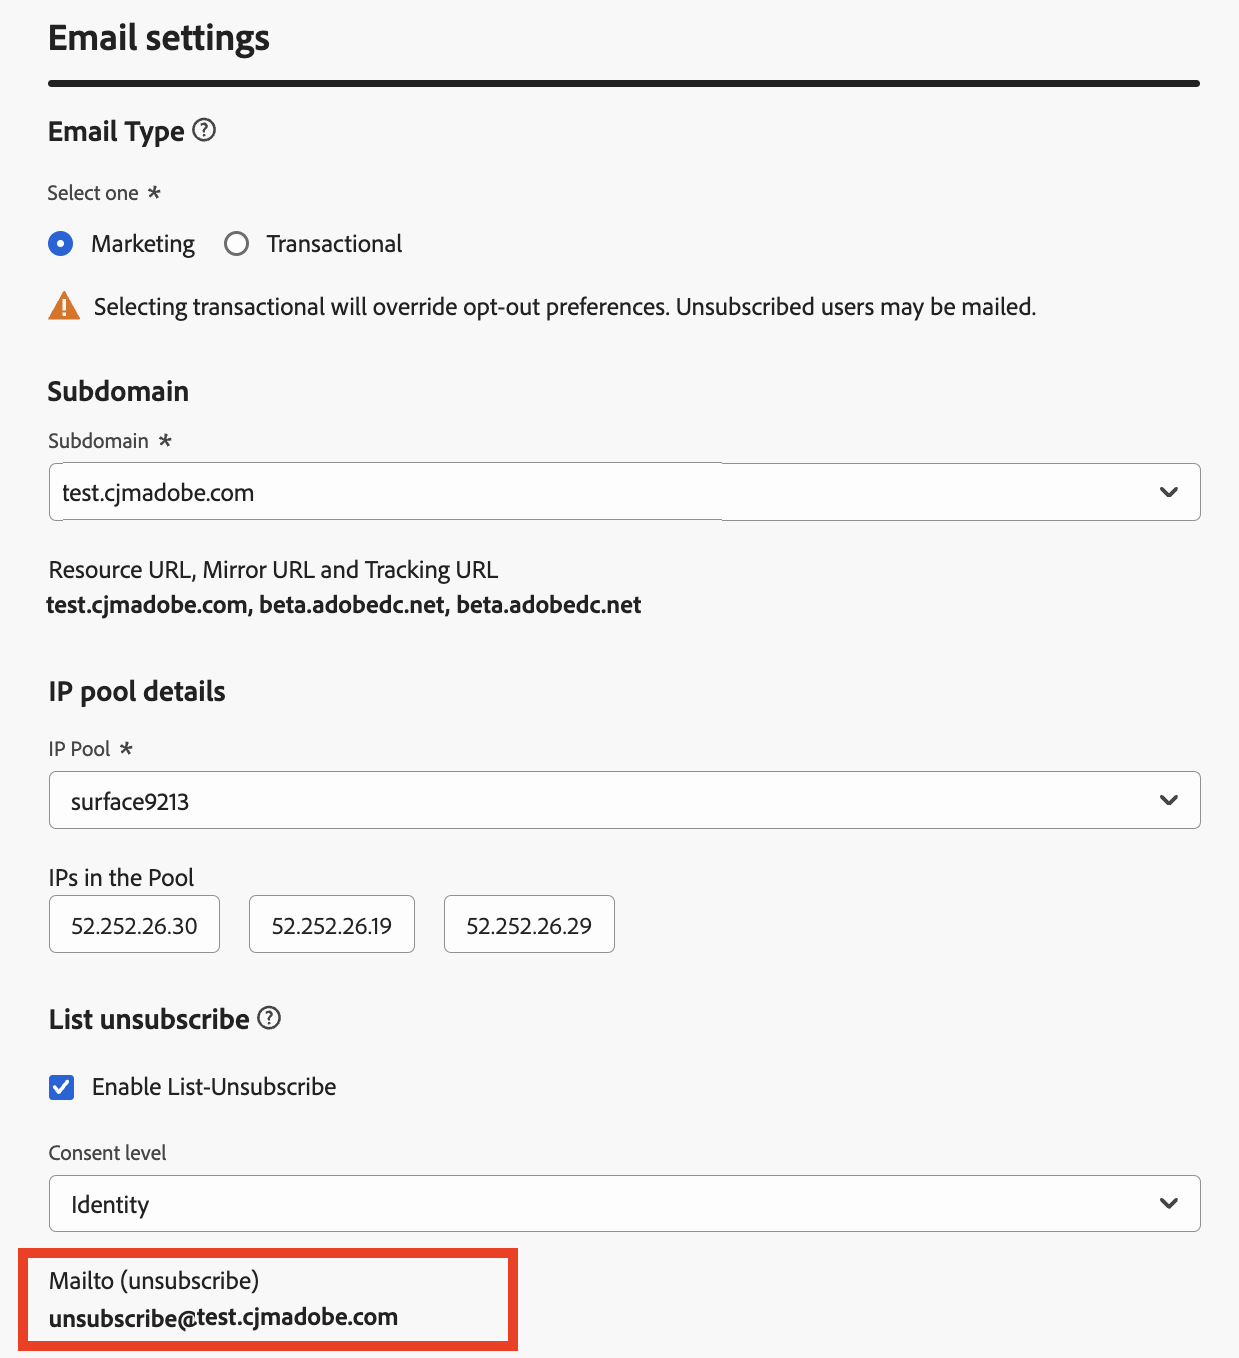 Email settings
Email Type ?
Select one *
Marketing Transactional
Selecting transactional will override opt-out preferences. Unsubscribed users may be mailed.
Subdomain
Subdomain *
test.cjmadobe.com
Resource URL, Mirror URL and Tracking URL
test.cjmadobe.com, beta.adobedc.net, beta.adobedc.net
IP pool details
IP Pool *
surface9213
IPs in the Pool
52.252.26.30 52.252.26.19 52.252.26.29
List unsubscribe ?
Enable List-Unsubscribe
Consent level
Identity
Mailto (unsubscribe)
unsubscribe@test.cjmadobe.com